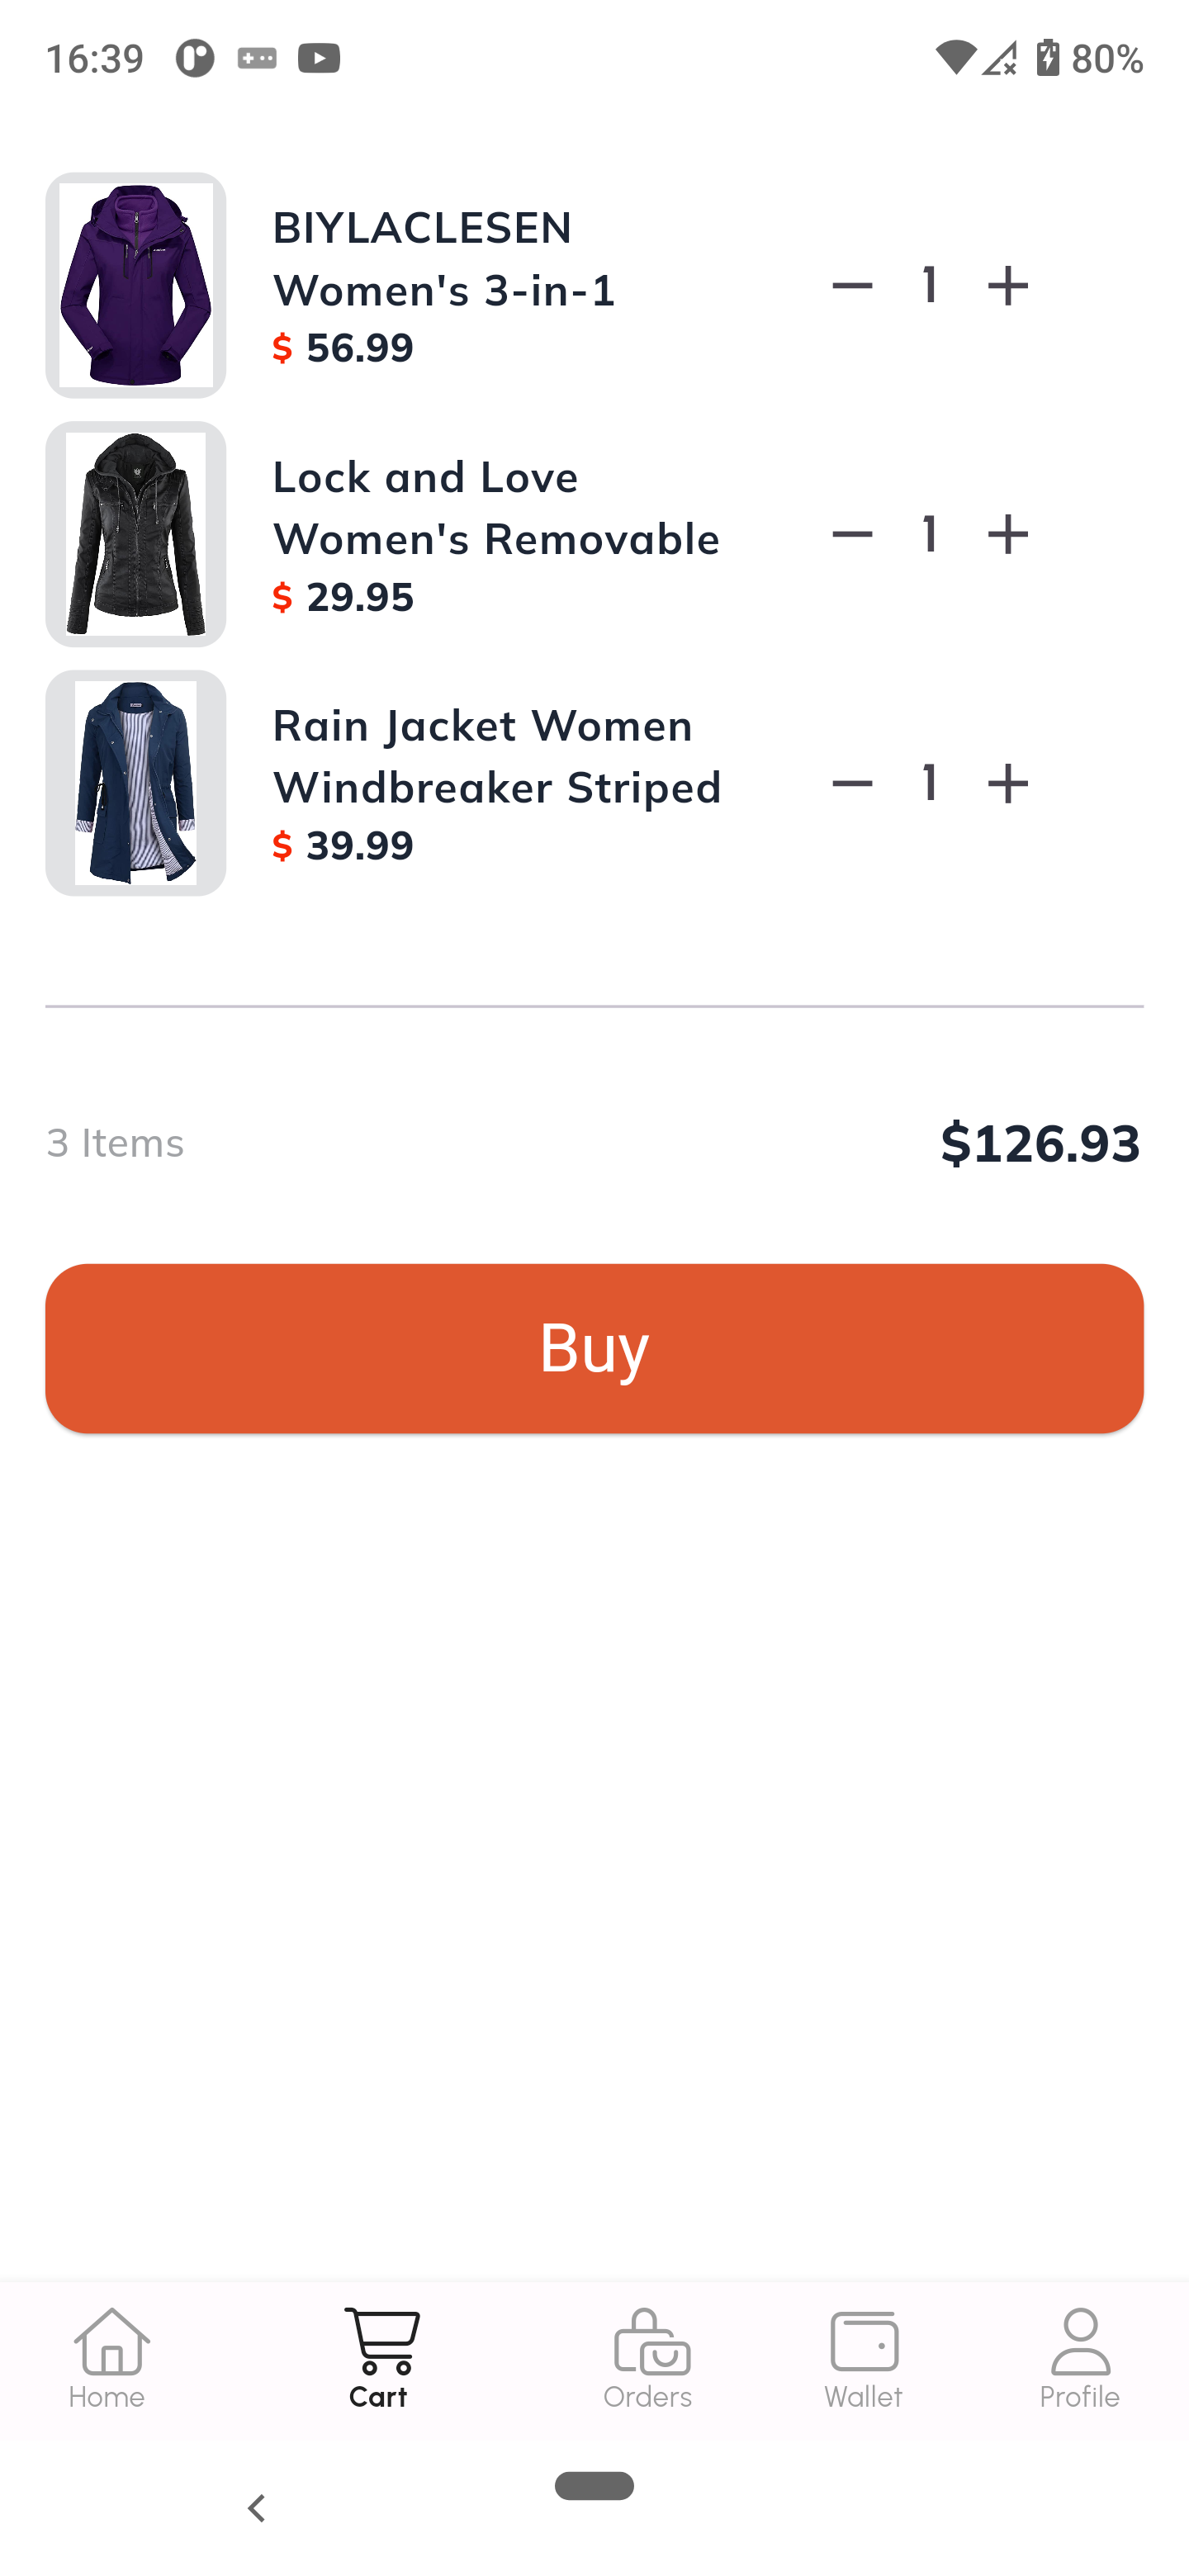 16:39
80%
BIYLACLESEN
Women's 3-in-1
$ 56.99
1
Lock and Love
Women's Removable
$ 29.95
1
Rain Jacket Women
Windbreaker Striped
$ 39.99
1
3 Items
$126.93
Buy
Home
Cart
Orders
Wallet
Profile